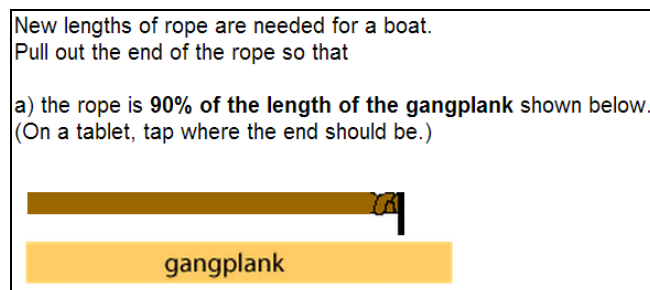 New lengths of rope are needed for a boat.
Pull out the end of the rope so that
a) the rope is 90% of the length of the gangplank shown below.
(On a tablet, tap where the end should be.)
gangplank